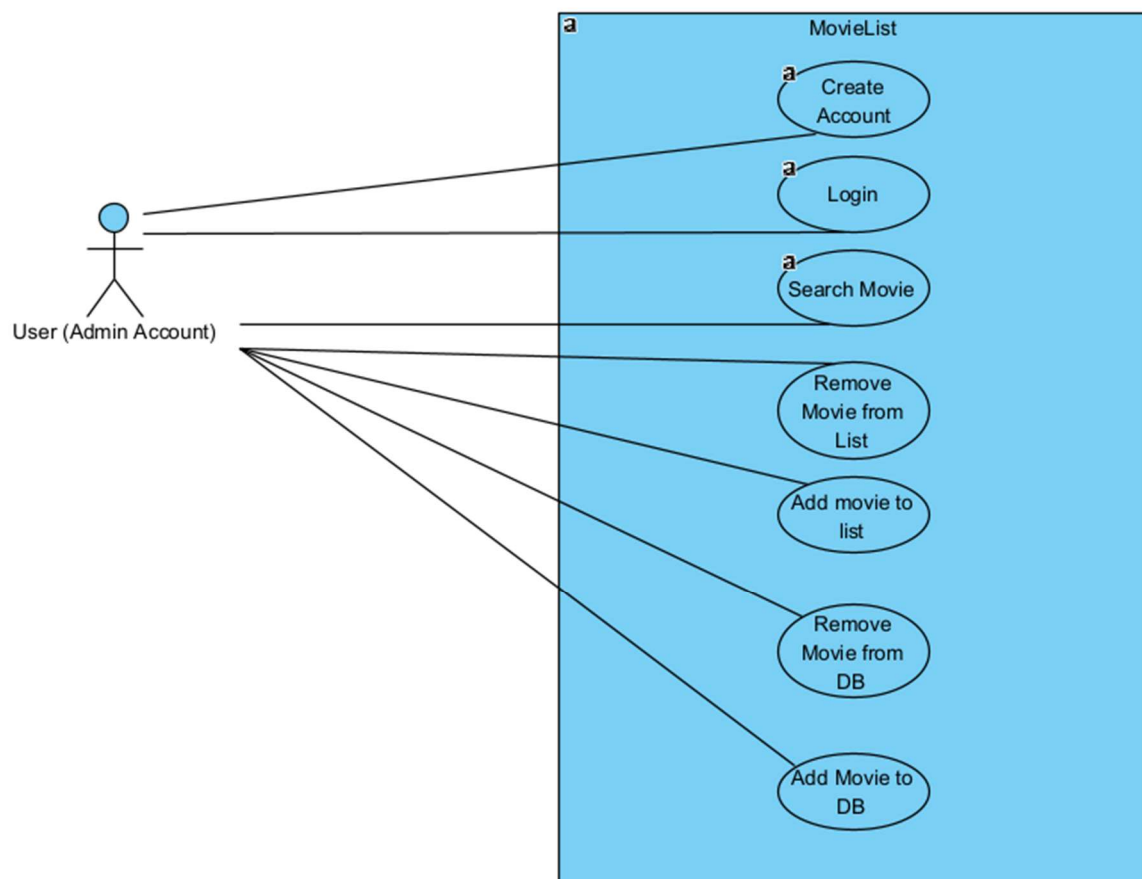 a
MovieList
a
Create
Account
a
Login
a
Search Movie
User (Admin Account)
Remove
Movie from
List
Add movie to
list
Remove
Movie from
DB
Add Movie to
DB